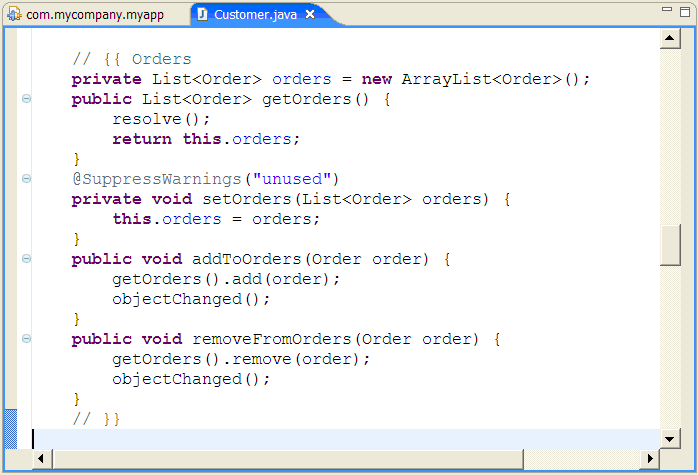 com.mycompany.myapp
Customer.java
// {{ Orders
private List<Order> orders = new ArrayList<Order>();
public List<Order> getOrders() {
resolve();
return this.orders;
}
@SuppressWarnings("unused")
private void setOrders(List<Order> orders) {
this.orders = orders;
}
public void addToOrders(Order order) {
getOrders().add(order);
objectChanged();
}
public void removeFromOrders(Order order) {
getOrders().remove(order);
objectChanged();
}
// }}